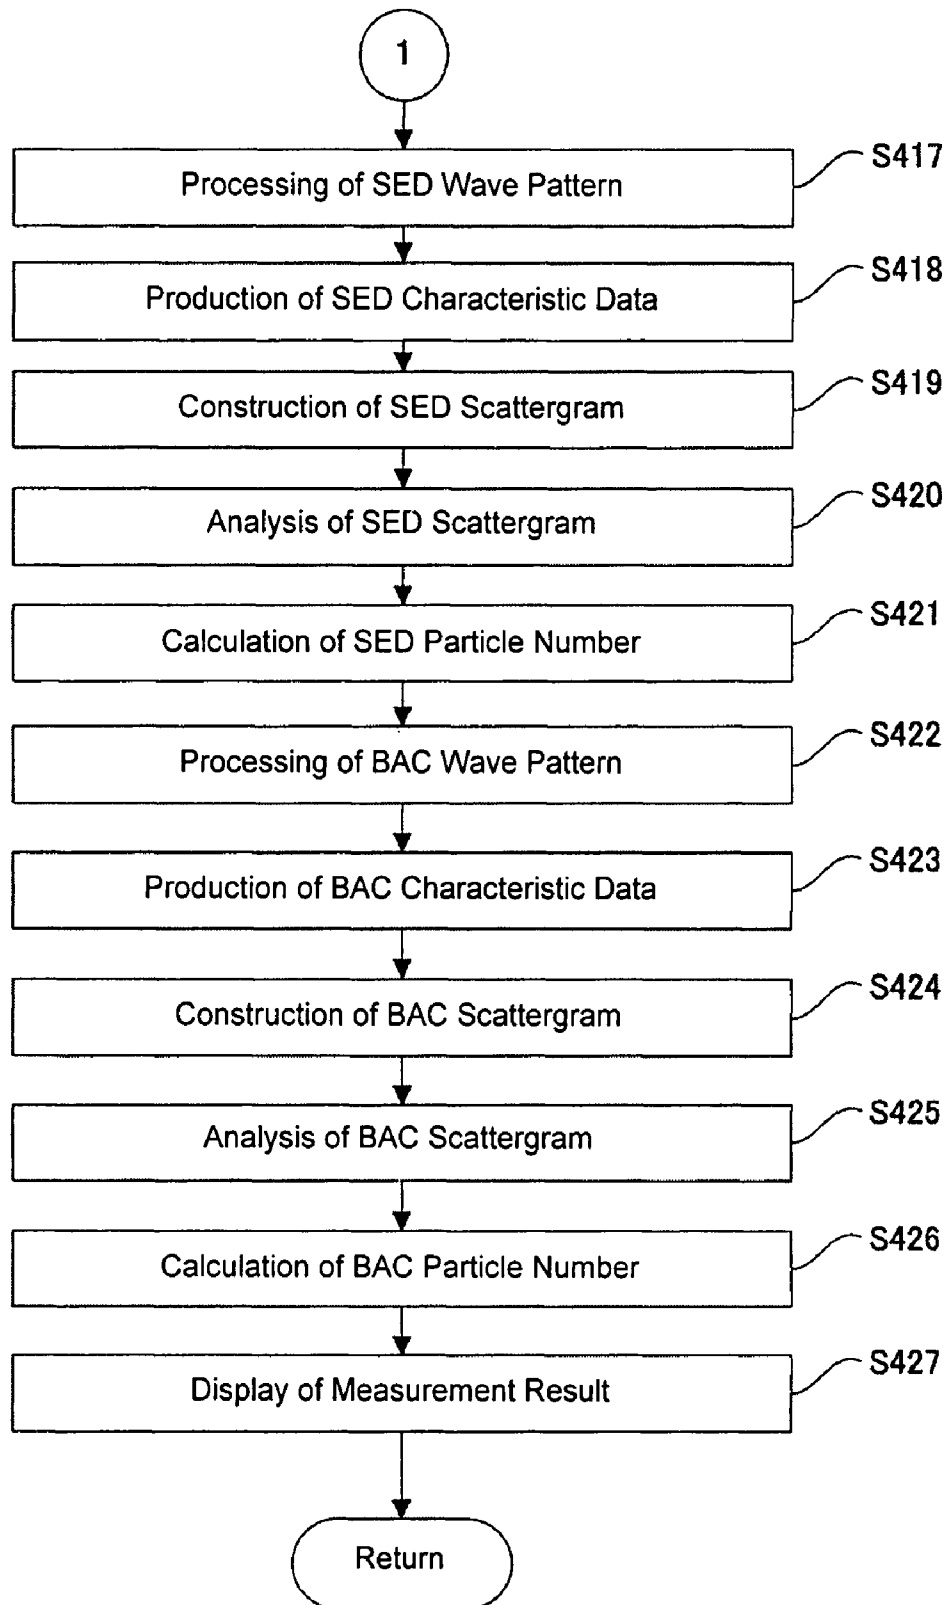 1
S417
Processing of SED Wave Pattern
S418
Production of SED Characteristic Data
S419
Construction of SED Scattergram
S420
Analysis of SED Scattergram
S421
Calculation of SED Particle Number
S422
Processing of BAC Wave Pattern
S423
Production of BAC Characteristic Data
S424
Construction of BAC Scattergram
S425
Analysis of BAC Scattergram
S426
Calculation of BAC Particle Number
S427
Display of Measurement Result
Return